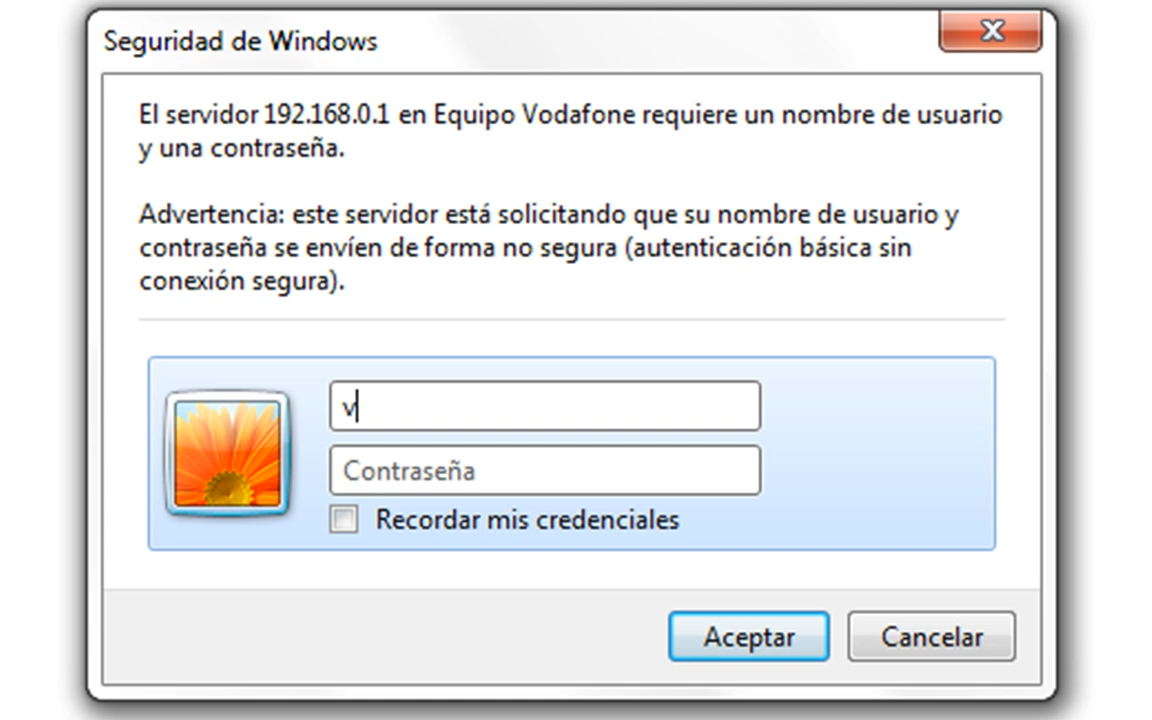 Seguridad de Windows
El servidor 192.168.0.1 en Equipo Vodafone requiere un nombre de usuario
y una contraseña.
Advertencia: este servidor está solicitando que su nombre de usuario y
contraseña se envíen de forma no segura (autenticación básica sin
conexión segura).
v
Contraseña
Recordar mis credenciales
Aceptar Cancelar